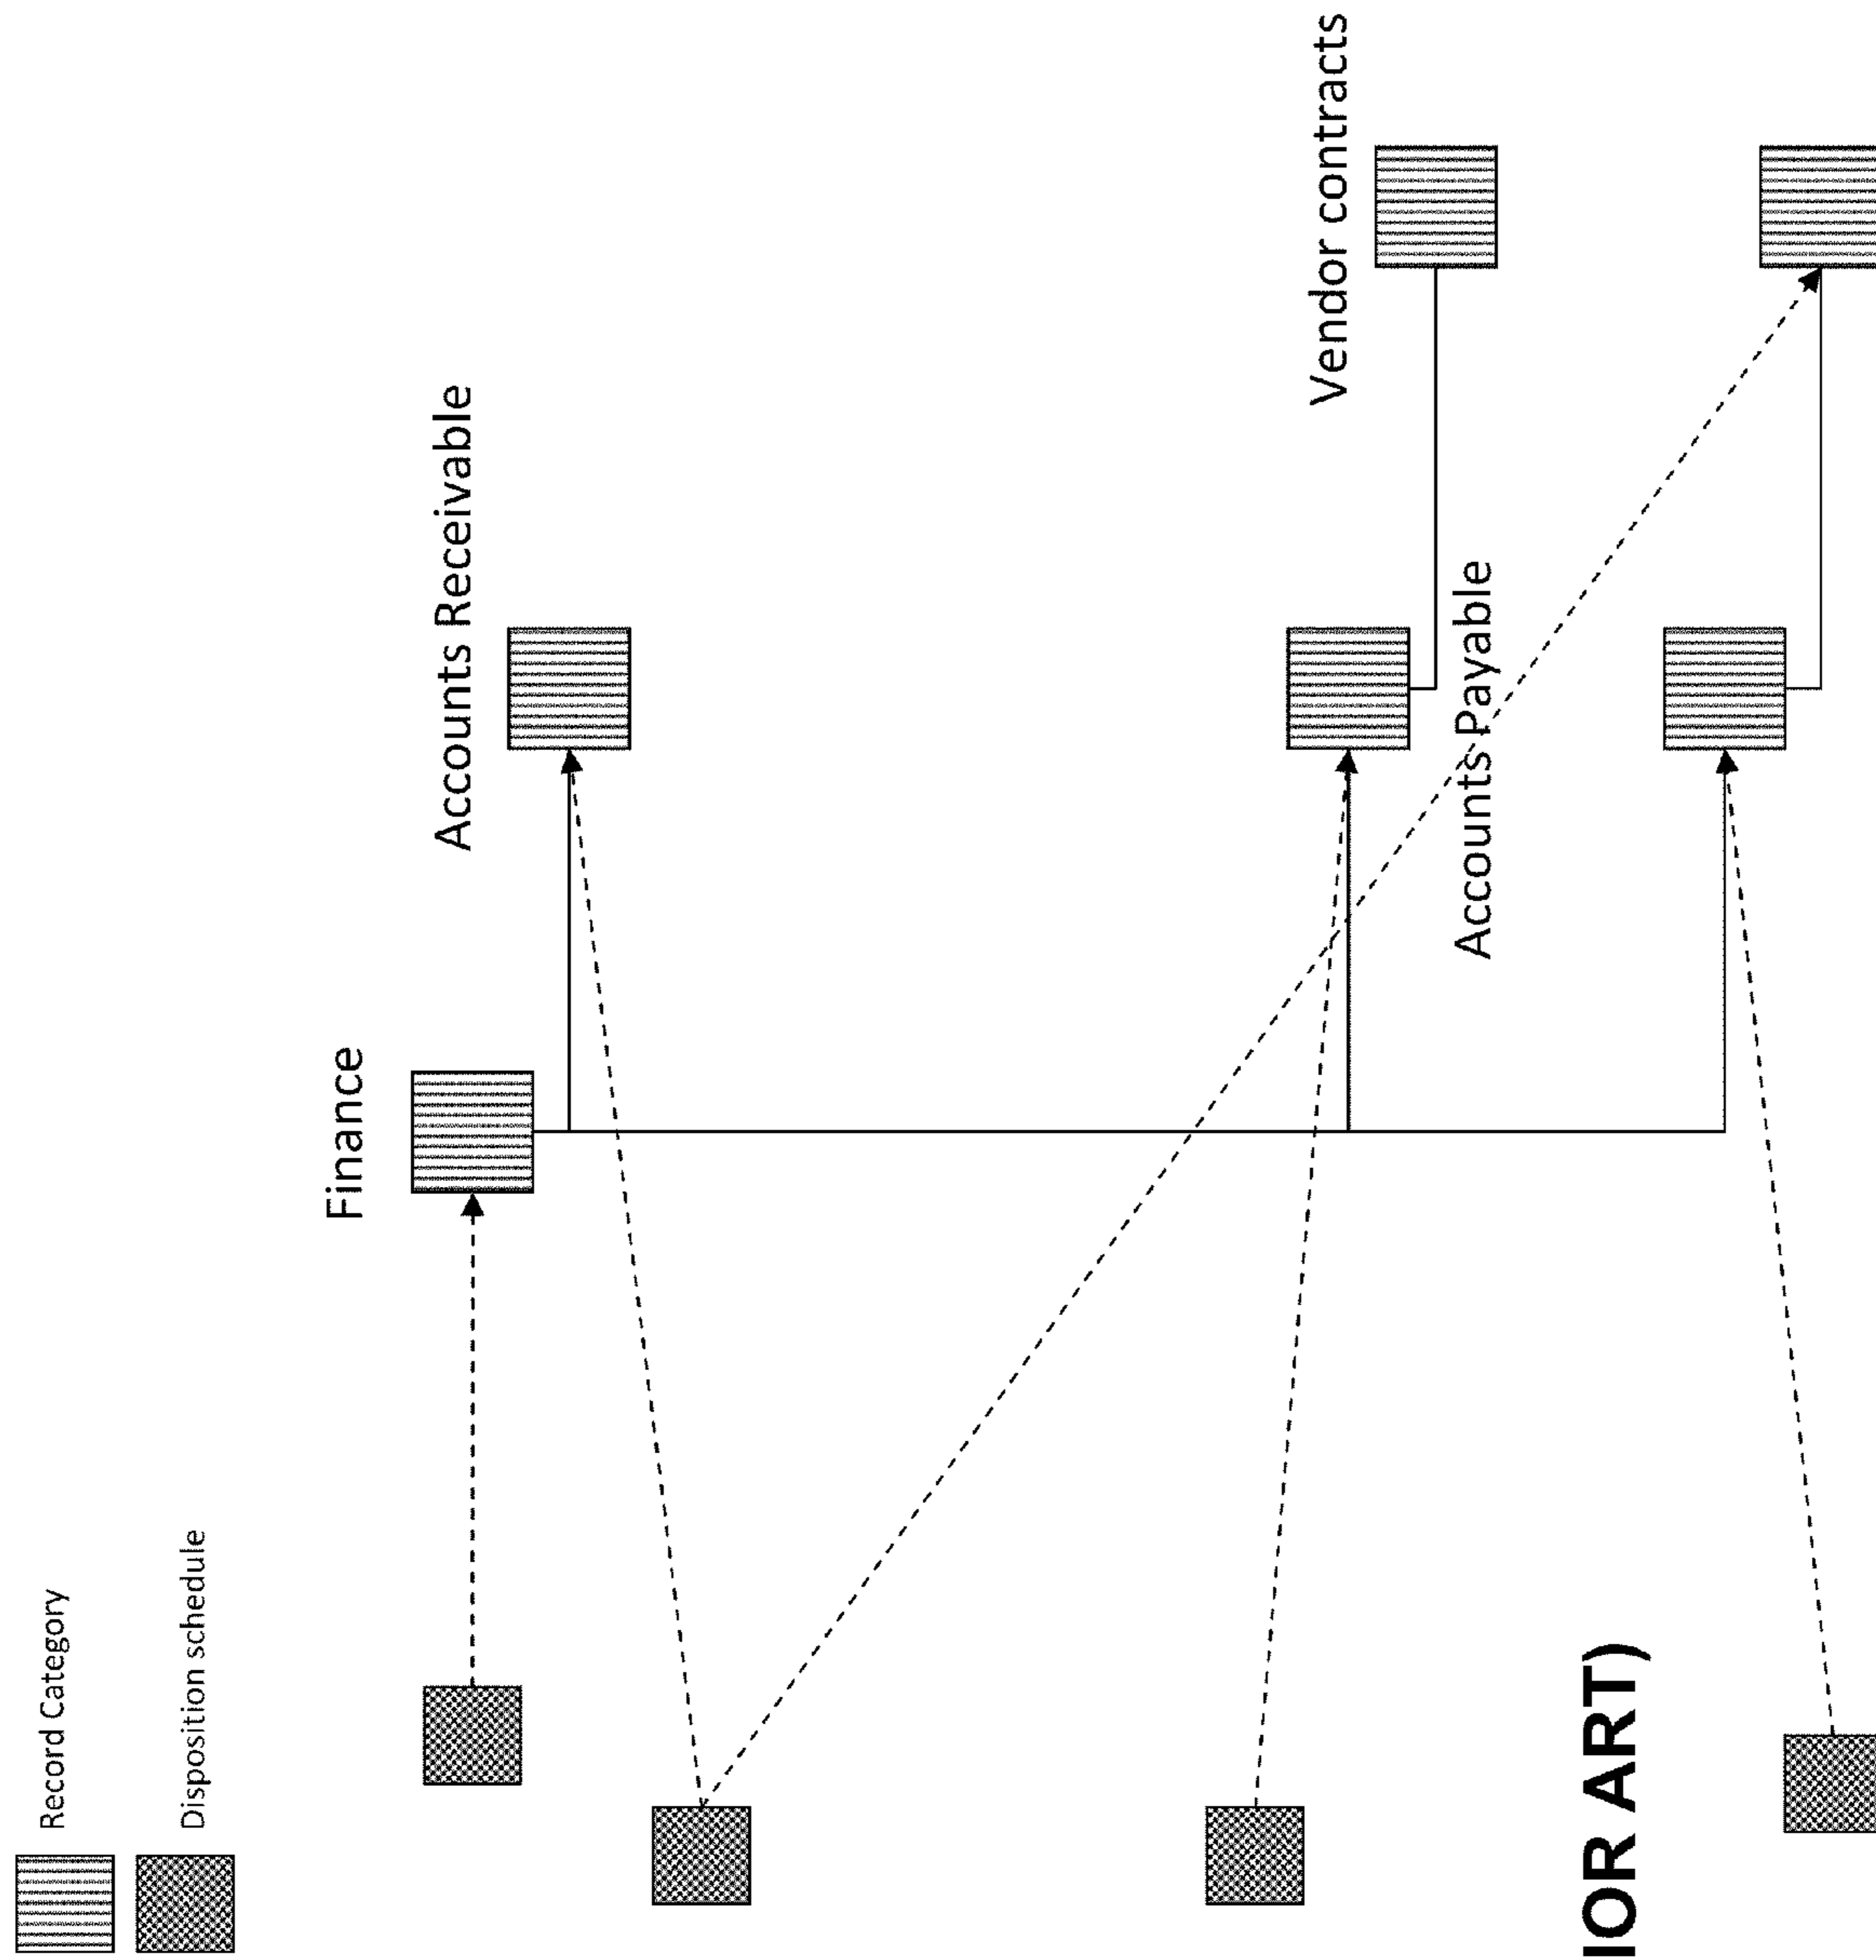 Record Category
Disposition schedule
Finance
Accounts Receivable
Vendor contracts
Accounts Payable
IOR ART)